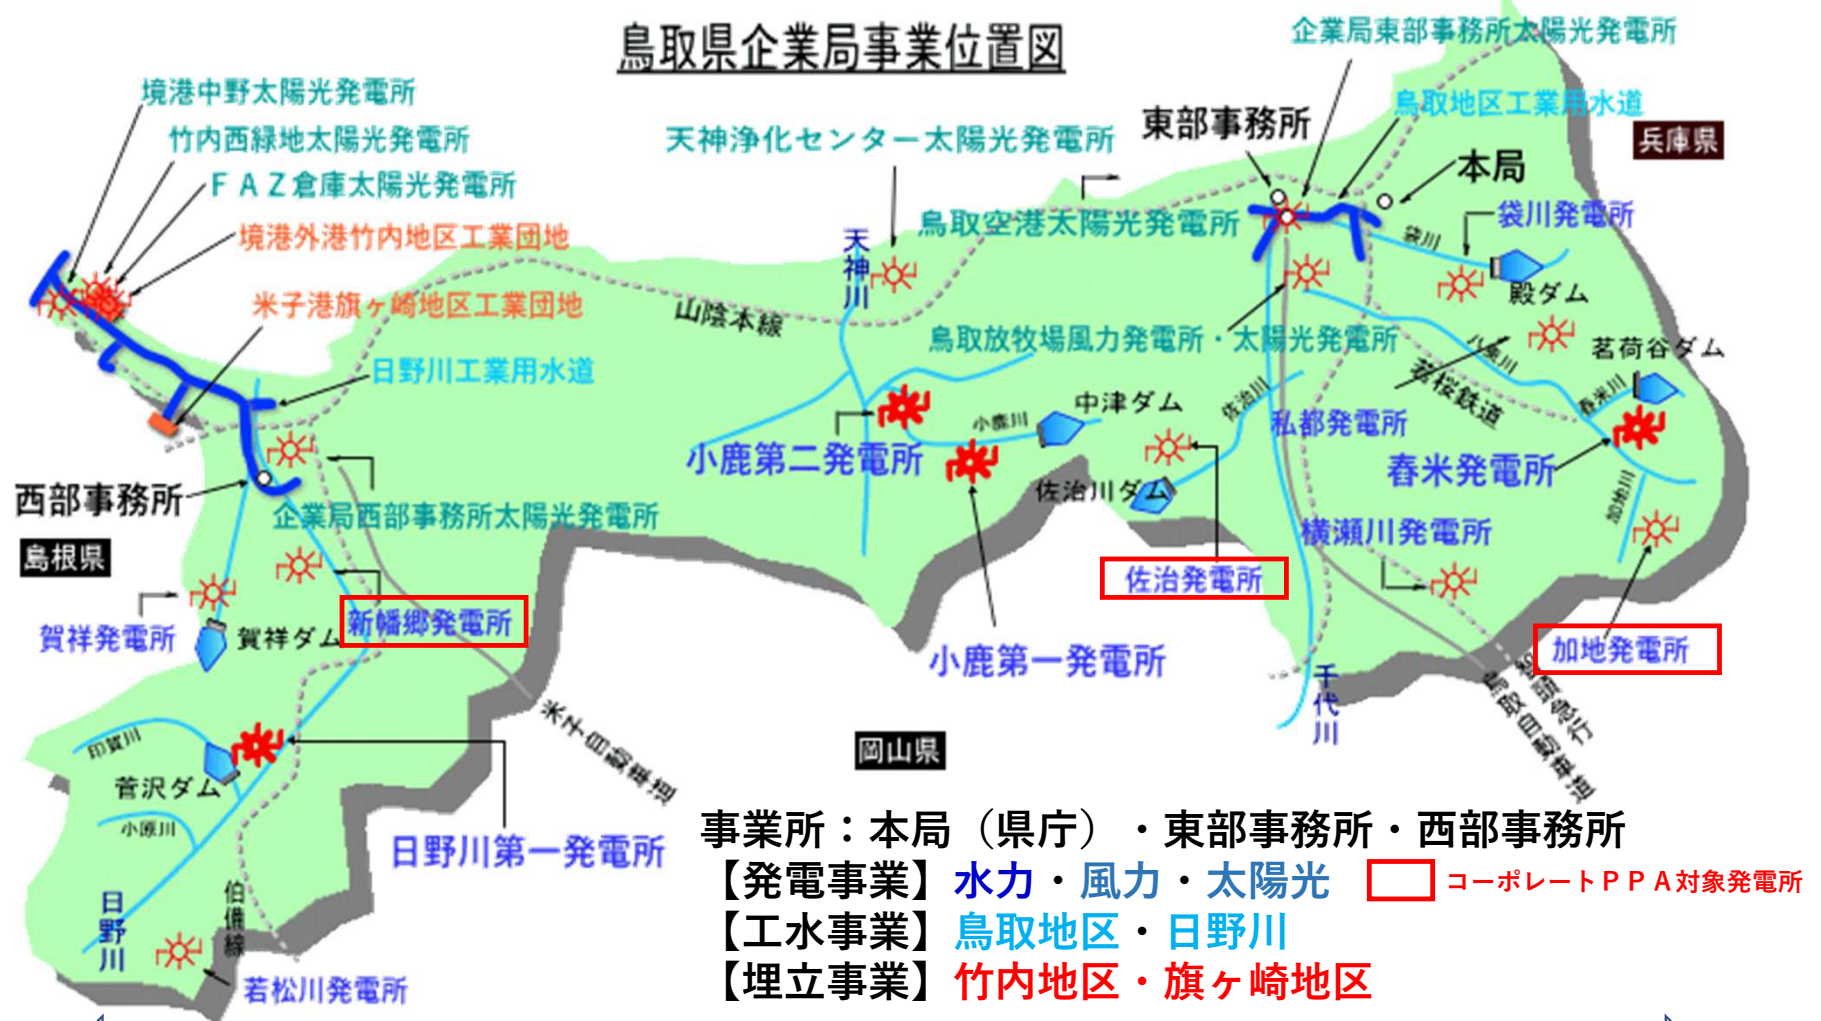 鳥取県企業局事業位置図
企業局東部事務所太陽光発電所
境港中野太陽光発電所
鳥取地区工業用水道
東部事務所
竹内西緑地太陽光発電所
天神浄化センター太陽光発電所
兵庫県
本局
ＦＡＺ倉庫太陽光発電所
袋川発電所
鳥取空港太陽光発電所
境港外港竹内地区工業団地
袋川
天神川
殿ダム
米子港旗ヶ崎地区工業団地
山陰本線
鳥取放牧場風力発電所・太陽光発電所
八東川
茗荷谷ダム
日野川工業用水道
若桜鉄道
舂米川
佐治川
中津ダム
小鹿川
私都発電所
小鹿第二発電所
舂米発電所
佐治川ダム
西部事務所
加地川
企業局西部事務所太陽光発電所
横瀬川発電所
島根県
佐治発電所
新幡郷発電所
賀祥発電所
賀祥ダム
加地発電所
小鹿第一発電所
千代川
智頭急行
鳥取自動車道
米子自動車道
印賀川
岡山県
菅沢ダム
小原川
日野川第一発電所
伯備線
日野川
若松川発電所
事業所：本局（県庁）・東部事務所・西部事務所
【発電事業】水力・風力・太陽光
コーポレートＰＰＡ対象発電所
【工水事業】鳥取地区・日野川
【埋立事業】竹内地区・旗ヶ崎地区